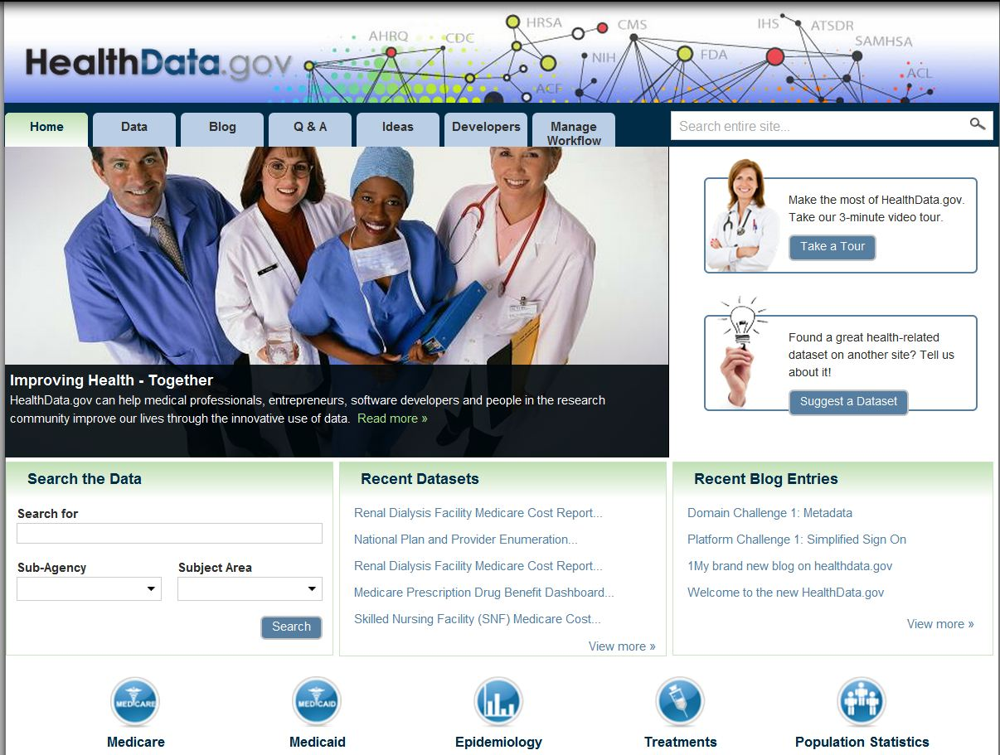 HealthData.gov
AHRQ
CDC
HRSA
CMS
NIH
ACF
FDA
IHS
ATSDR
SAMHSA
ACL
Home
Data
Blog
Q & A
Ideas
Developers
Manage
Workflow
Search entire site...
Make the most of HealthData.gov.
Take our 3-minute video tour.
Take a Tour
Found a great health-related
dataset on another site? Tell us
about it!
Suggest a Dataset
Improving Health - Together
HealthData.gov can help medical professionals, entrepreneurs, software developers and people in the research
community improve our lives through the innovative use of data. Read more »
Search the Data
Search for
Sub-Agency
Subject Area
Search
Recent Datasets
Renal Dialysis Facility Medicare Cost Report...
National Plan and Provider Enumeration...
Renal Dialysis Facility Medicare Cost Report...
Medicare Prescription Drug Benefit Dashboard...
Skilled Nursing Facility (SNF) Medicare Cost...
View more »
Recent Blog Entries
Domain Challenge 1: Metadata
Platform Challenge 1: Simplified Sign On
1My brand new blog on healthdata.gov
Welcome to the new HealthData.gov
View more »
MEDICARE
Medicare
MEDICAID
Medicaid
Epidemiology
Treatments
Population Statistics